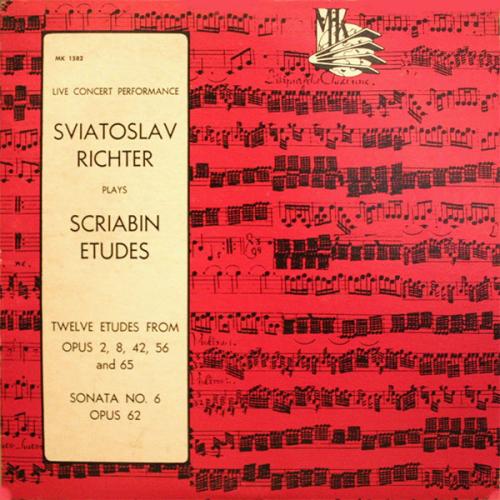 MK
MK 1582
LIVE CONCERT PERFORMANCE
SVIATOSLAV
RICHTER
PLAYS
SCRIABIN
ETUDES
TWELVE ETUDES FROM
OPUS 2, 8, 42, 56
and 65
SONATA NO. 6
OPUS 62